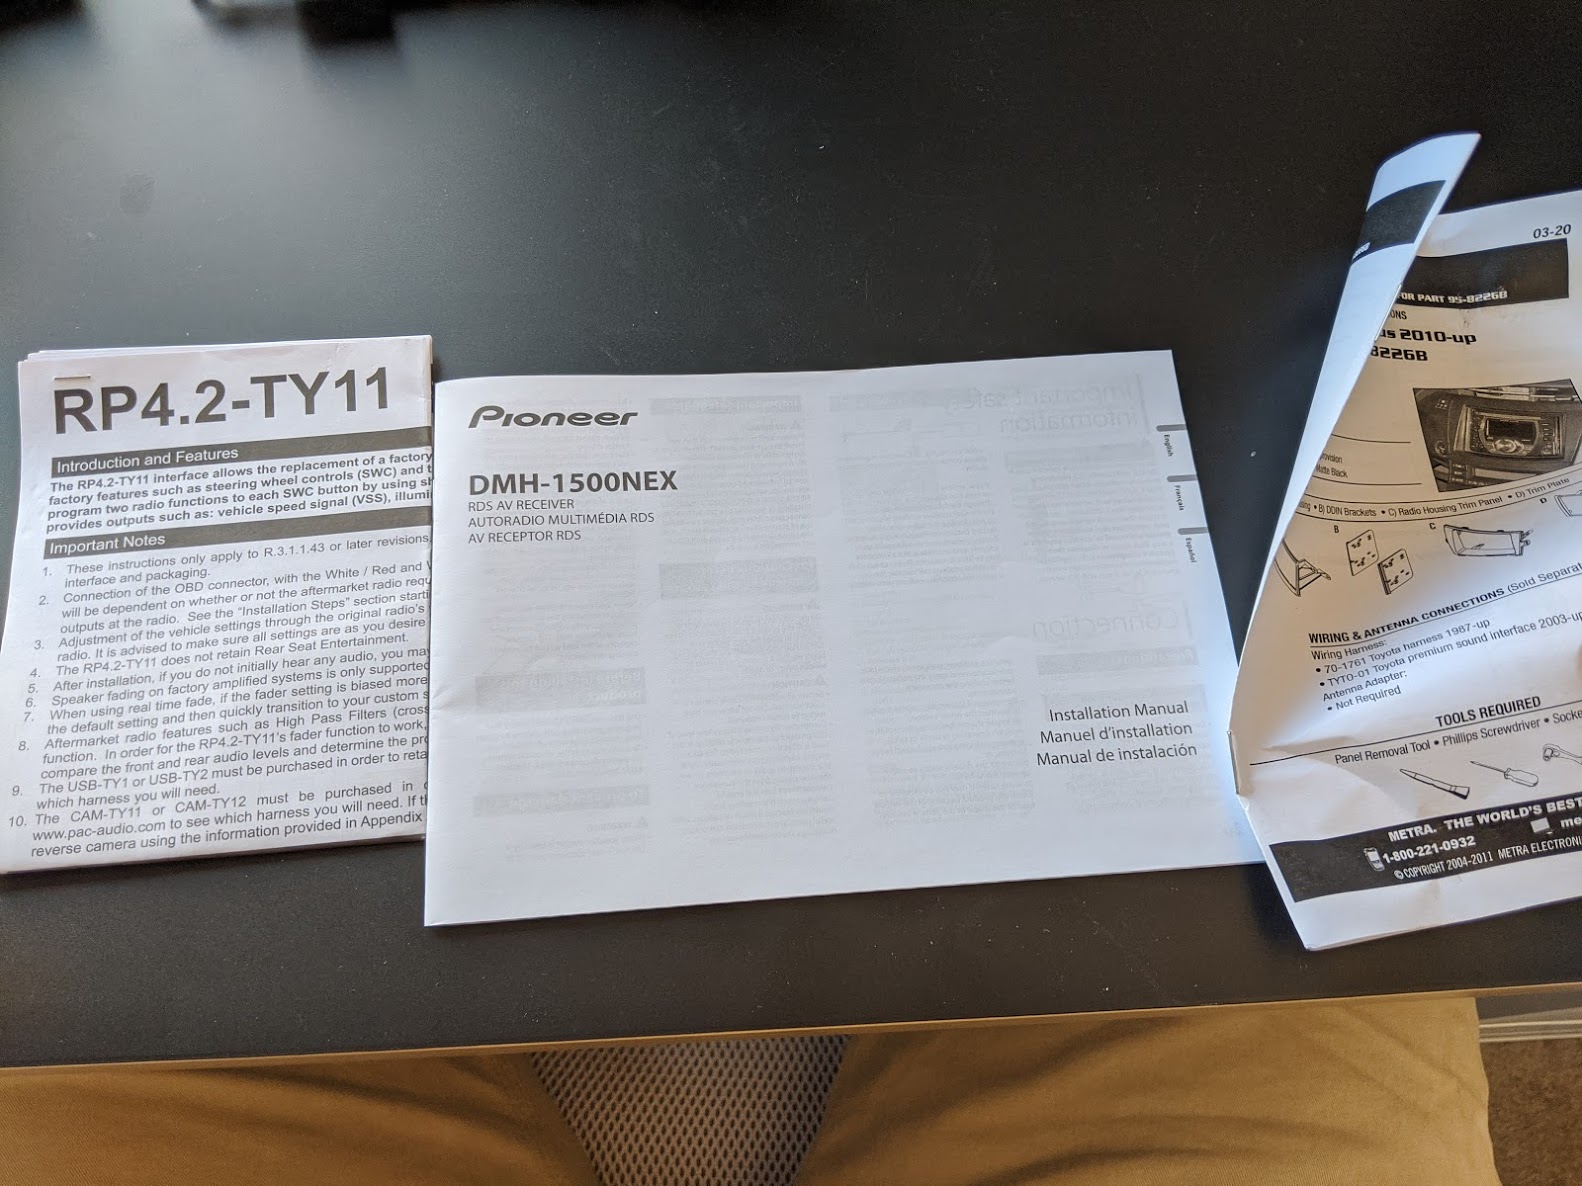 RP4.2-TY11
Introduction and Features
The RP4.2-TY11 interface allows the replacement of a factory
factory features such as steering wheel controls (SWC) and
program two radio functions to each SWC button by using
provides outputs such as: vehicle speed signal (VSS),
Important Notes
1. These instructions only apply to R.3.1.1.43 or later revisions,
interface and packaging.
2. Connection of the OBD connector, with the White / Red and
will be dependent on whether or not the aftermarket radio
outputs at the radio. See the "Installation Steps" section
3. Adjustment of the vehicle settings through the original radio's
radio. It is advised to make sure all settings are as you desire
4. The RP4.2-TY11 does not retain Rear Seat Entertainment.
5. After installation, if you do not initially hear any audio, you may
6. Speaker fading on factory amplified systems is only supported
7. When using real time fade, if the fader setting is biased more
the default setting and then quickly transition to your custom
8. Aftermarket radio features such as High Pass Filters
function. In order for the RP4.2-TY11's fader function to work,
compare the front and rear audio levels and determine the
9. The USB-TY1 or USB-TY2 must be purchased in order to
which harness you will need.
10. The CAM-TY11 or CAM-TY12 must be purchased in
www.pac-audio.com to see which harness you will need. If
reverse camera using the information provided in Appendix
Pioneer
DMH-1500NEX
RDS AV RECEIVER
AUTORADIO MULTIMÉDIA RDS
AV RECEPTOR RDS
English
Français
Español
Installation Manual
Manuel d'installation
Manual de instalación
03-20
FOR PART 95-8226B
2010-up
8226B
Matte Black
B) DDIN Brackets • C) Radio Housing Trim Panel • D) Trim Plate
B
C
D
WIRING & ANTENNA CONNECTIONS (Sold
Wiring Harness:
• 70-1761 Toyota harness 1987-up
• TYTO-01 Toyota premium sound interface 2003-up
Antenna Adapter:
• Not Required
TOOLS REQUIRED
Panel Removal Tool • Phillips Screwdriver •
METRA. THE WORLD'S BEST
1-800-221-0932
© COPYRIGHT 2004-2011 METRA